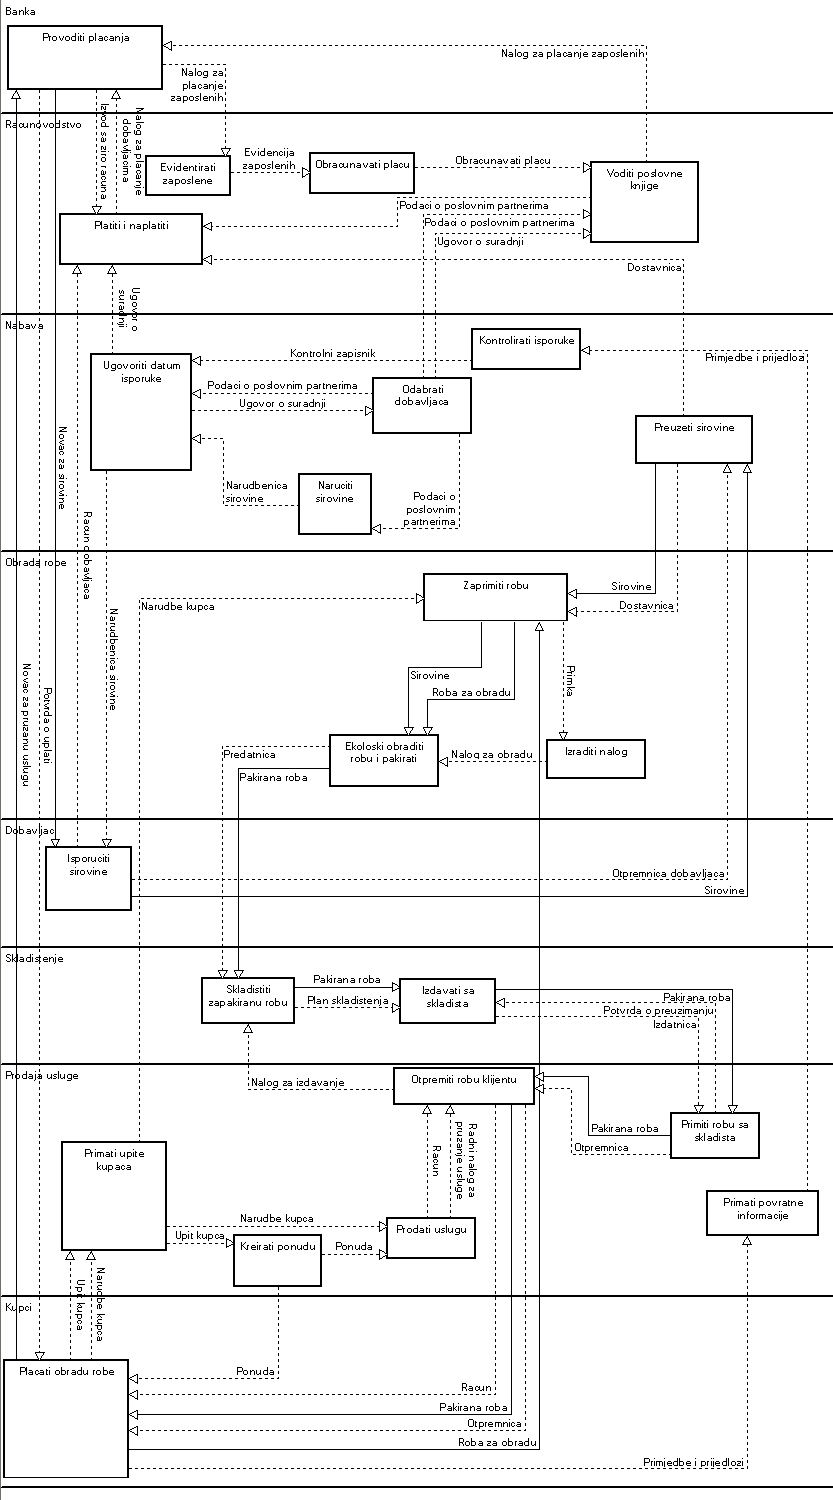 Banka
Provoditi placanja
Nalog za placanje zaposlenih
Nalog za
placanje
zaposlenih
Izvod sa ziro racuna
Nalog za placanje
dobavljacima
Racunovodstvo
Evidentirati
zaposlene
Evidencija
zaposlenih
Obracunavati placu
Obracunavati placu
Voditi poslovne
knjige
Podaci o poslovnim partnerima
Podaci o poslovnim partnerima
Ugovor o suradnji
Platiti i naplatiti
Dostavnica
Ugovor o
suradnji
Nabava
Kontrolirati isporuke
Primjedbe i prijedlozi
Ugovoriti datum
isporuke
Kontrolni zapisnik
Podaci o poslovnim partnerima
Ugovor o suradnji
Odabrati
dobavljaca
Preuzeti sirovine
Novac za sirovine
Narudbenica
sirovine
Naruciti
sirovine
Podaci o
poslovnim
partnerima
Racun dobavljaca
Obrada robe
Zaprimiti robu
Sirovine
Dostavnica
Narudbe kupca
Narudbenica sirovine
Novac za pruzanu uslugu
Potvrda o uplati
Sirovine
Roba za obradu
Primka
Ekoloski obraditi
robu i pakirati
Nalog za obradu
Izraditi nalog
Predatnica
Pakirana roba
Dobavljac
Isporuciti
sirovine
Otpremnica dobavljaca
Sirovine
Skladistenje
Skladistiti
zapakiranu robu
Pakirana roba
Plan skladistenja
Izdavati sa
skladista
Pakirana roba
Potvrda o preuzimanju
Izdatnica
Prodaja usluge
Nalog za izdavanje
Otpremiti robu klijentu
Pakirana roba
Otpremnica
Primiti robu sa
skladista
Primati upite
kupaca
Racun
Radni nalog za
pruzanje usluge
Primati povratne
informacije
Narudbe kupca
Upit kupca
Kreirati ponudu
Ponuda
Prodati uslugu
Upit kupca
Narudbe kupca
Kupci
Placati obradu robe
Ponuda
Racun
Pakirana roba
Otpremnica
Roba za obradu
Primjedbe i prijedlozi